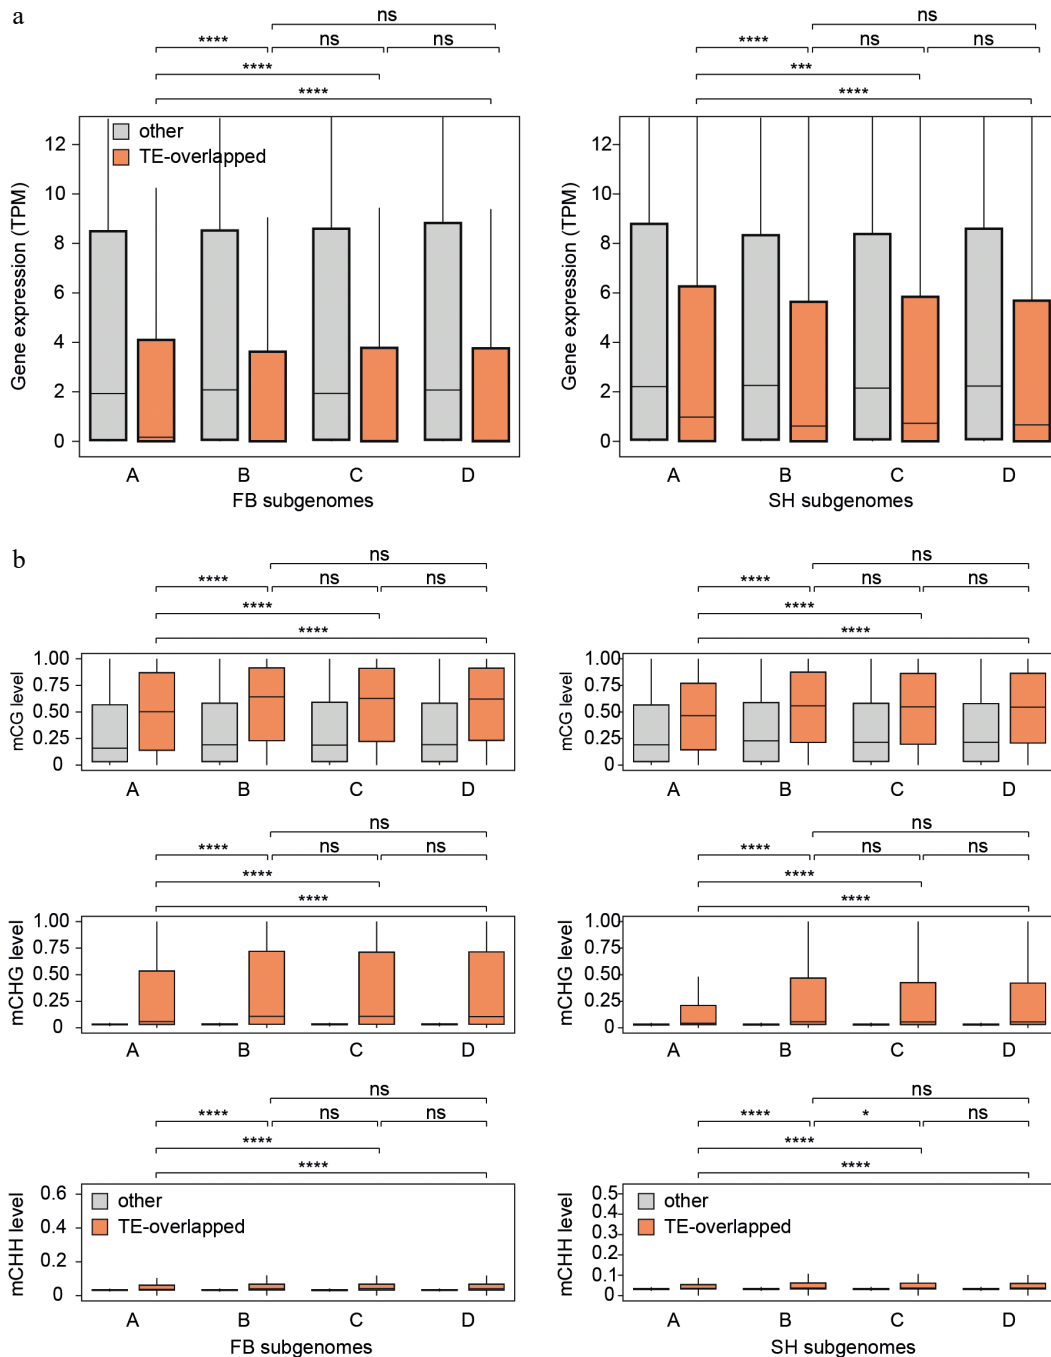 a
ns
ns
**** ns ns
**** ns ns
****
***
****
****
other
TE-overlapped
Gene expression (TPM)
12
10
8
6
4
2
0
A B C D
FB subgenomes
Gene expression (TPM)
12
10
8
6
4
2
0
A B C D
SH subgenomes
b
ns
ns
**** ns ns
**** ns ns
****
****
****
****
mCG level
1.00
0.75
0.50
0.25
0
A B C D
mCG level
1.00
0.75
0.50
0.25
0
A B C D
ns
ns
**** ns ns
**** ns ns
****
****
****
****
mCHG level
1.00
0.75
0.50
0.25
0
A B C D
mCHG level
1.00
0.75
0.50
0.25
0
A B C D
ns
ns
**** ns ns
**** * ns
****
****
****
****
mCHH level
0.6
0.4
0.2
0
other
TE-overlapped
A B C D
FB subgenomes
mCHH level
0.5
0.4
0.3
0.2
0.1
0
other
TE-overlapped
A B C D
SH subgenomes